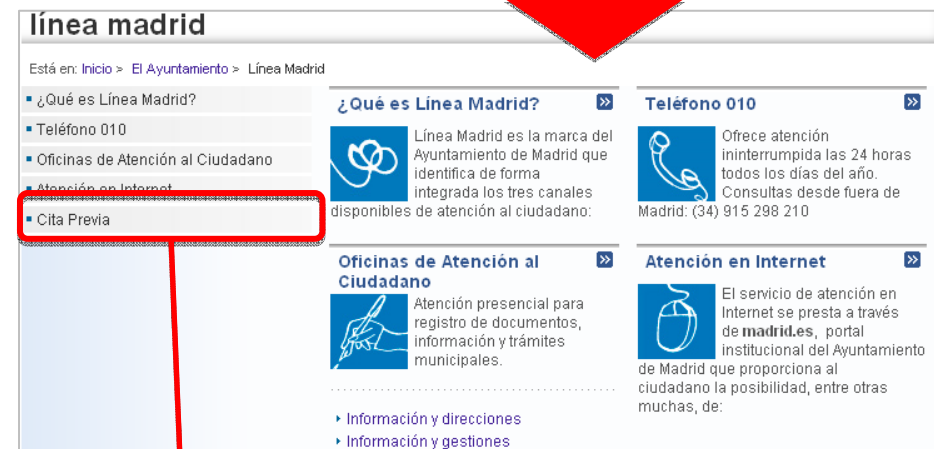 línea madrid
Está en: Inicio > El Ayuntamiento > Línea Madrid
¿Qué es Línea Madrid?
Teléfono 010
Oficinas de Atención al Ciudadano
Atención en Internet
Cita Previa
¿Qué es Línea Madrid?
Línea Madrid es la marca del
Ayuntamiento de Madrid que
identifica de forma
integrada los tres canales
disponibles de atención al ciudadano:
Teléfono 010
Ofrece atención
ininterrumpida las 24 horas
todos los días del año.
Consultas desde fuera de
Madrid: (34) 915 298 210
Oficinas de Atención al
Ciudadano
Atención presencial para
registro de documentos,
información y trámites
municipales.
Información y direcciones
Información y gestiones
Atención en Internet
El servicio de atención en
Internet se presta a través
de madrid.es, portal
institucional del Ayuntamiento
de Madrid que proporciona al
ciudadano la posibilidad, entre otras
muchas, de: